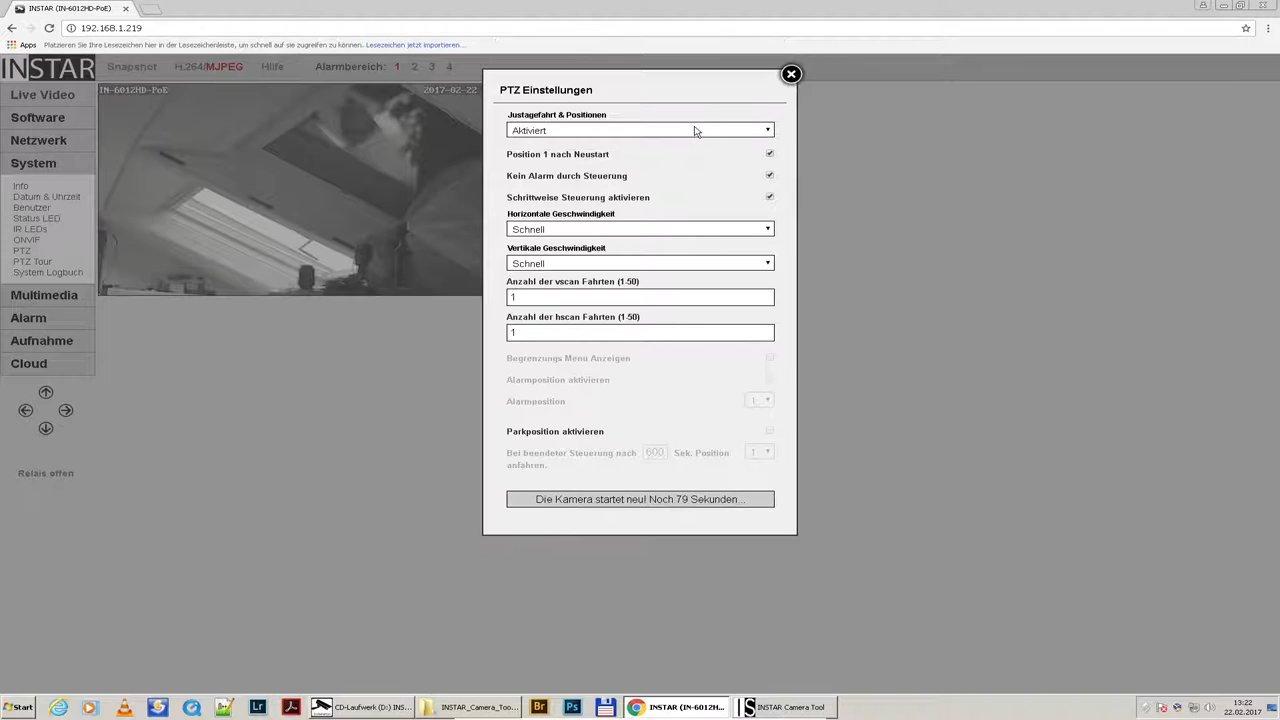 INSTAR (IN-6012HD-PoE)
192.168.1.219
Apps Platzieren Sie Ihre Lesezeichen hier in der Lesezeichenleiste, um schnell auf sie zugreifen zu können. Lesezeichen jetzt importieren...
INSTAR Snapshot H.264/MJPEG Hilfe Alarmbereich: 1 2 3 4
IN-6012HD-PoE 2017-02-22
Live Video
Software
Netzwerk
System
Info
Datum & Uhrzeit
Benutzer
Status LED
IR LEDs
ONVIF
PTZ
PTZ Tour
System Logbuch
Multimedia
Alarm
Aufnahme
Cloud
Relais offen
PTZ Einstellungen
Justagefahrt & Positionen
Aktiviert
Position 1 nach Neustart
Kein Alarm durch Steuerung
Schrittweise Steuerung aktivieren
Horizontale Geschwindigkeit
Schnell
Vertikale Geschwindigkeit
Schnell
Anzahl der vscan Fahrten (1-50)
1
Anzahl der hscan Fahrten (1-50)
1
Begrenzungs Menü Anzeigen
Alarmposition aktivieren
Alarmposition 1
Parkposition aktivieren
Bei beendeter Steuerung nach 600 Sek. Position 1
anfahren.
Die Kamera startet neu! Noch 79 Sekunden...
Start Lr CD-Laufwerk (D:) INS... INSTAR_Camera_Too... Br Ps INSTAR (IN-6012H... INSTAR Camera Tool
13:22
22.02.2017